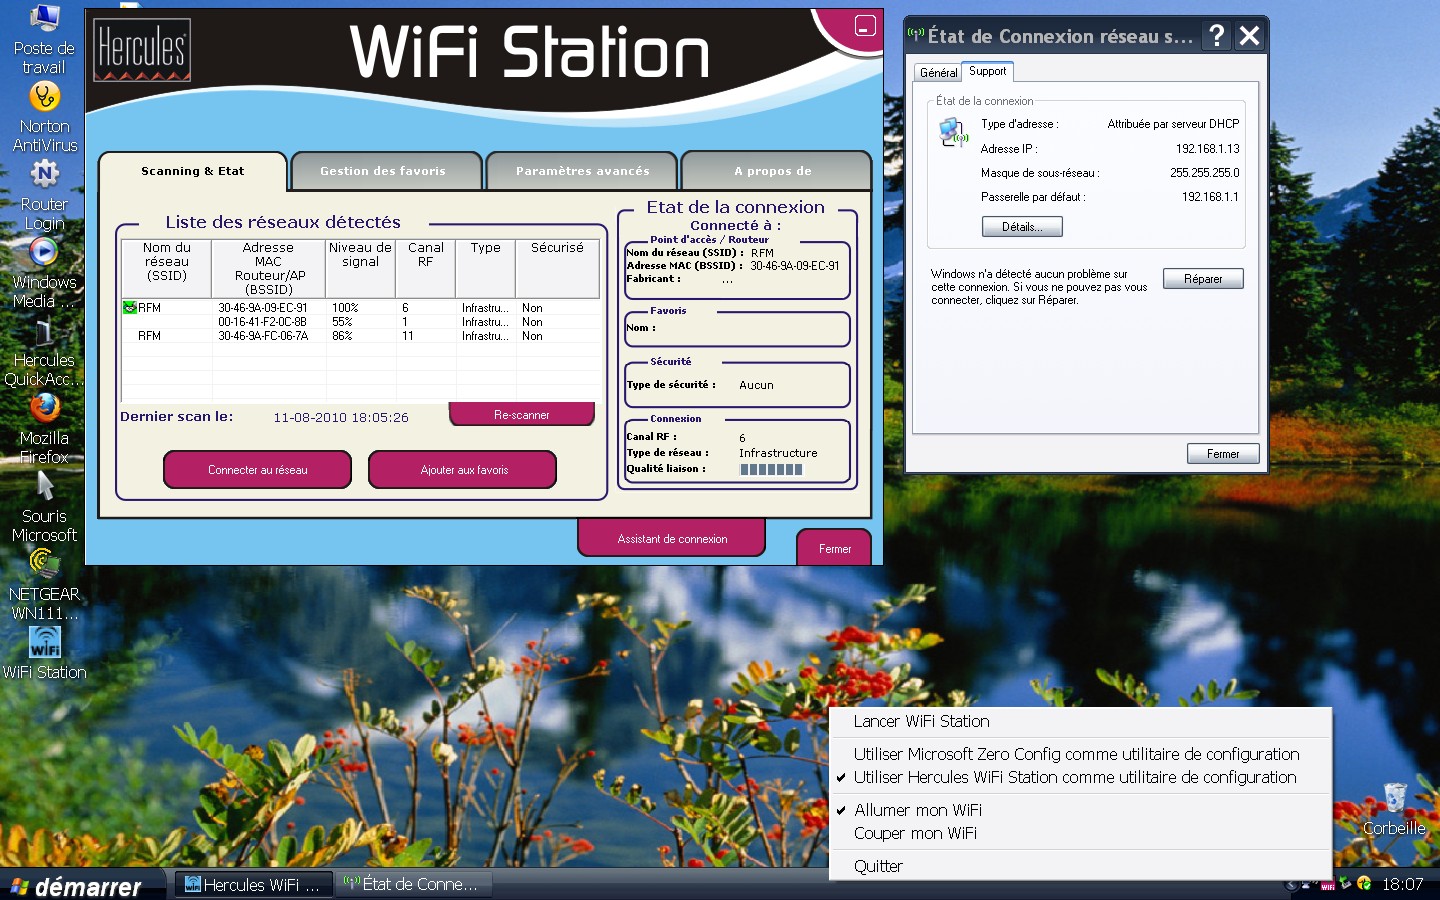 Poste de
travail
Norton
AntiVirus
Router
Login
Windows
Media ...
Hercules
QuickAcc...
Mozilla
Firefox
Souris
Microsoft
NETGEAR
WN111...
WiFi Station
Hercules
WiFi Station
Scanning & Etat
Gestion des favoris
Paramètres avancés
A propos de
Liste des réseaux détectés
Nom du réseau (SSID) Adresse MAC Routeur/AP (BSSID) Niveau de signal Canal RF Type Sécurisé
RFM 30-46-9A-09-EC-91 100% 6 Infrastru... Non
00-16-41-F2-0C-8B 55% 1 Infrastru... Non
RFM 30-46-9A-FC-06-7A 86% 11 Infrastru... Non
Dernier scan le: 11-08-2010 18:05:26
Re-scanner
Connecter au réseau
Ajouter aux favoris
Etat de la connexion
Connecté à :
Point d'accès / Routeur
Nom du réseau (SSID) : RFM
Adresse MAC (BSSID) : 30-46-9A-09-EC-91
Fabricant : ...
Favoris
Nom :
Sécurité
Type de sécurité : Aucun
Connexion
Canal RF : 6
Type de réseau : Infrastructure
Qualité liaison :
Assistant de connexion
Fermer
État de Connexion réseau s...
Général
Support
État de la connexion
Type d'adresse : Attribuée par serveur DHCP
Adresse IP : 192.168.1.13
Masque de sous-réseau : 255.255.255.0
Passerelle par défaut : 192.168.1.1
Détails...
Windows n'a détecté aucun problème sur
cette connexion. Si vous ne pouvez pas vous
connecter, cliquez sur Réparer.
Réparer
Fermer
Lancer WiFi Station
Utiliser Microsoft Zero Config comme utilitaire de configuration
Utiliser Hercules WiFi Station comme utilitaire de configuration
Allumer mon WiFi
Couper mon WiFi
Quitter
Corbeille
démarrer
Hercules WiFi ...
État de Conne...
18:07